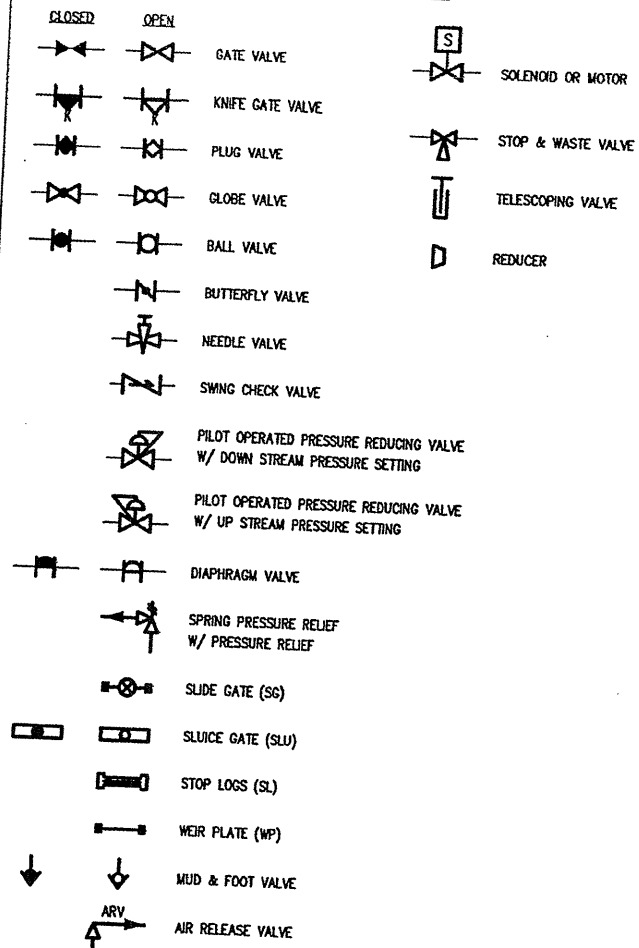 CLOSED OPEN
GATE VALVE
KNIFE GATE VALVE
K K
PLUG VALVE
GLOBE VALVE
BALL VALVE
BUTTERFLY VALVE
NEEDLE VALVE
SWING CHECK VALVE
PILOT OPERATED PRESSURE REDUCING VALVE
W/ DOWN STREAM PRESSURE SETTING
PILOT OPERATED PRESSURE REDUCING VALVE
W/ UP STREAM PRESSURE SETTING
DIAPHRAGM VALVE
SPRING PRESSURE RELIEF
W/ PRESSURE RELIEF
SLIDE GATE (SG)
SLUICE GATE (SLU)
STOP LOGS (SL)
WEIR PLATE (WP)
MUD & FOOT VALVE
ARV
AIR RELEASE VALVE
S
SOLENOID OR MOTOR
STOP & WASTE VALVE
TELESCOPING VALVE
REDUCER